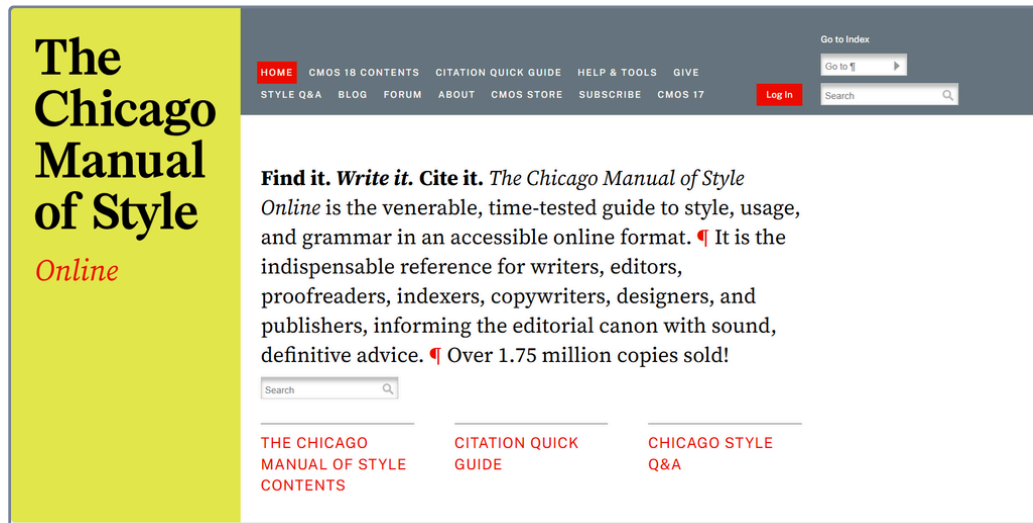 The
Chicago
Manual
of Style
Online
Go to Index
HOME CMOS 18 CONTENTS CITATION QUICK GUIDE HELP & TOOLS GIVE
Go to ¶
STYLE Q&A BLOG FORUM ABOUT CMOS STORE SUBSCRIBE CMOS 17
Log In
Search
Find it. Write it. Cite it. The Chicago Manual of Style
Online is the venerable, time-tested guide to style, usage,
and grammar in an accessible online format. ¶ It is the
indispensable reference for writers, editors,
proofreaders, indexers, copywriters, designers, and
publishers, informing the editorial canon with sound,
definitive advice. ¶ Over 1.75 million copies sold!
Search
THE CHICAGO
MANUAL OF STYLE
CONTENTS
CITATION QUICK
GUIDE
CHICAGO STYLE
Q&A